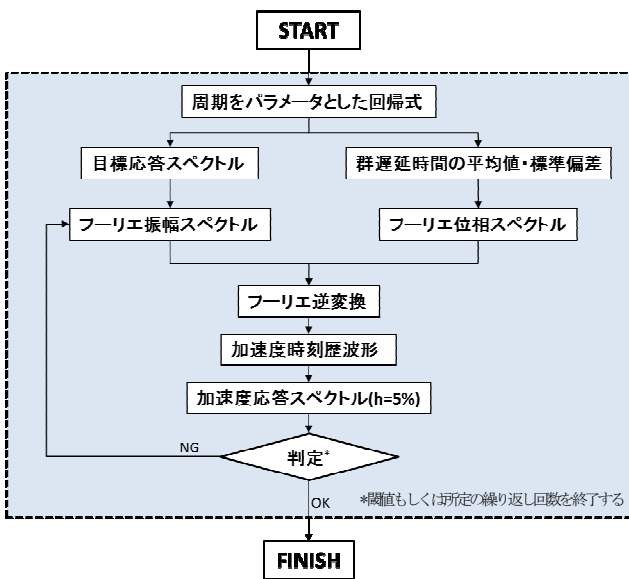 START
周期をパラメータとした回帰式
目標応答スペクトル
群遅延時間の平均値・標準偏差
フーリエ振幅スペクトル
フーリエ位相スペクトル
フーリエ逆変換
加速度時刻歴波形
加速度応答スペクトル(h=5%)
NG
判定*
OK
*閾値もしくは所定の繰り返し回数を終了する
FINISH